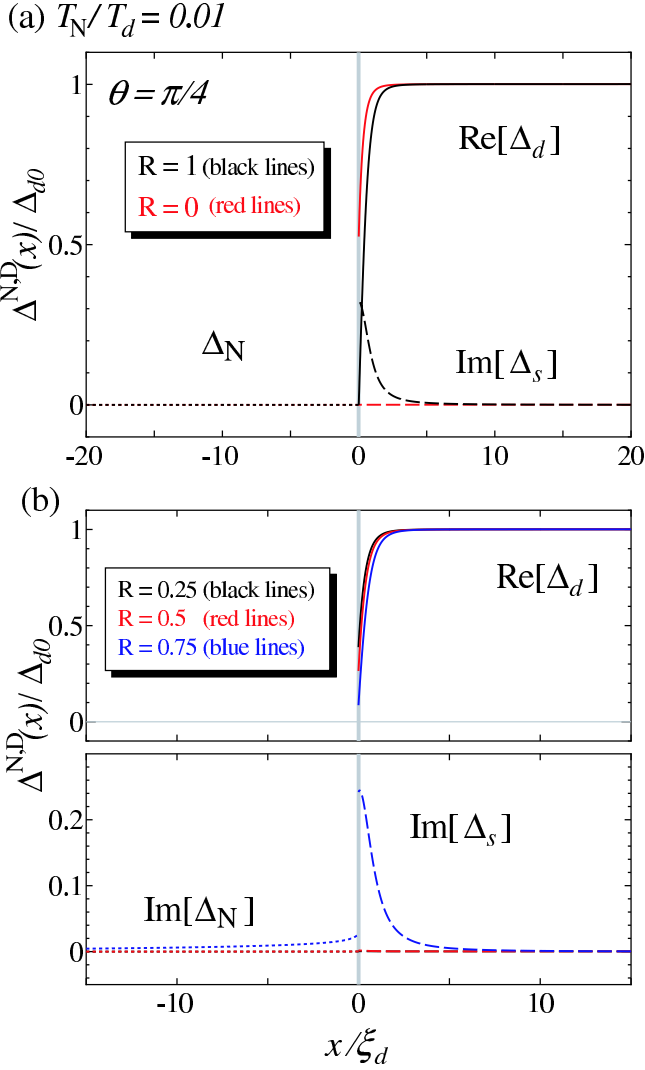 (a) T_N / T_d = 0.01
1
θ = π/4
Re[Δ_d]
R = 1 (black lines)
R = 0 (red lines)
0.5
Δ^{N,D}(x) / Δ_{d0}
Δ_N
Im[Δ_s]
0
-20 -10 0 10 20
(b)
1
Re[Δ_d]
R = 0.25 (black lines)
R = 0.5 (red lines)
R = 0.75 (blue lines)
0.5
0
Δ^{N,D}(x) / Δ_{d0}
0.2
Im[Δ_s]
0.1
Im[Δ_N]
0
-10 0 10
x/ξ_d